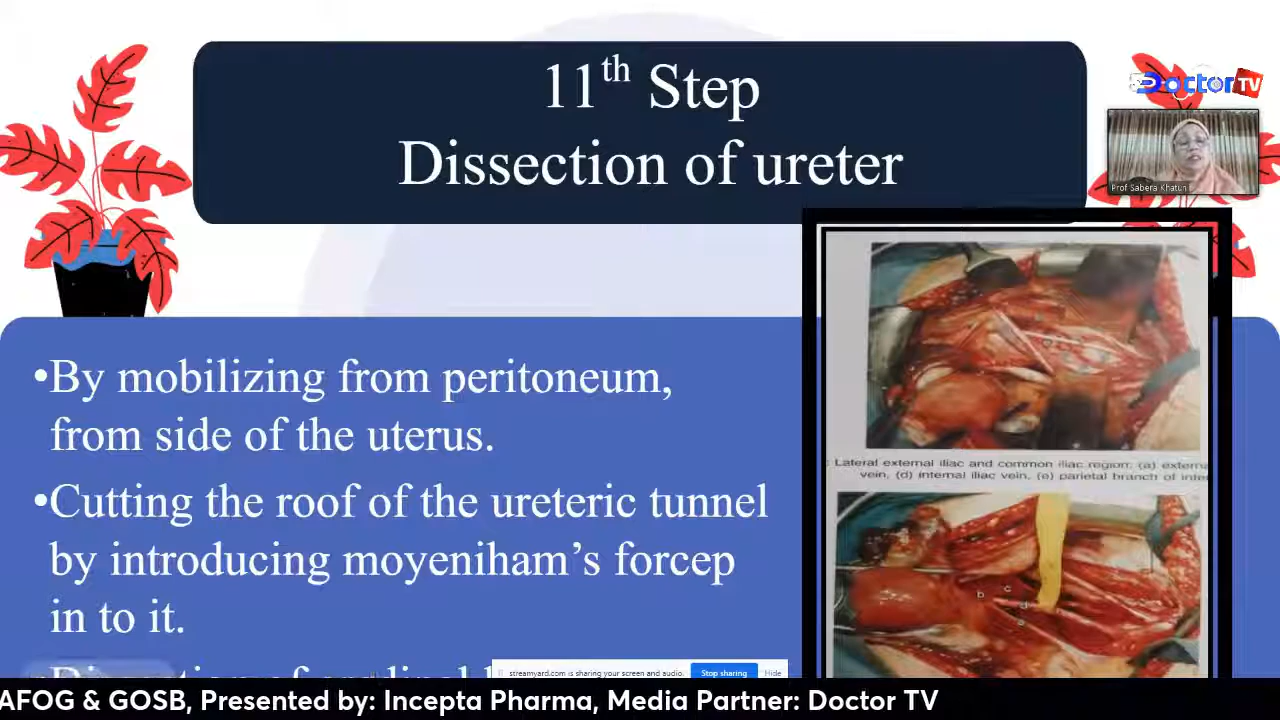 11th Step
Dissection of ureter
Doctor TV
Prof Sabera Khatun
•By mobilizing from peritoneum,
from side of the uterus.
•Cutting the roof of the ureteric tunnel
by introducing moyeniham’s forcep
in to it.
Lateral external iliac and common iliac region: (a) externa
vein, (d) internal iliac vein, (e) parietal branch of inte
b
c
d
streamyard.com is sharing your screen and audio.
Stop sharing
Hide
AFOG & GOSB, Presented by: Incepta Pharma, Media Partner: Doctor TV